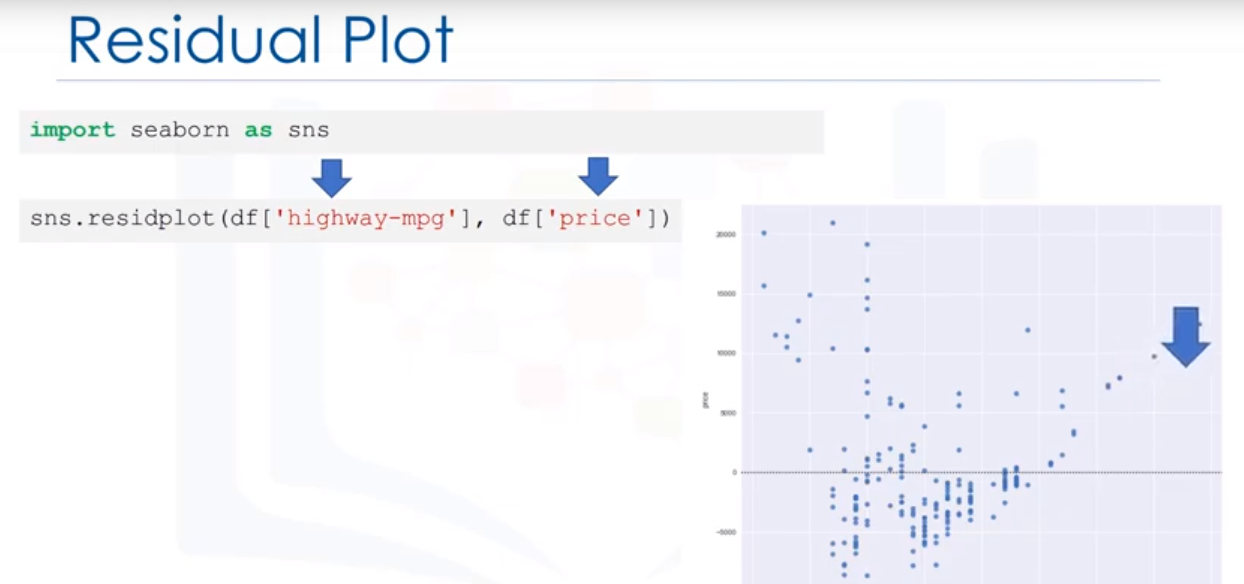 Residual Plot
import seaborn as sns
sns.residplot(df['highway-mpg'], df['price'])
20000
15000
10000
price
5000
0
-5000